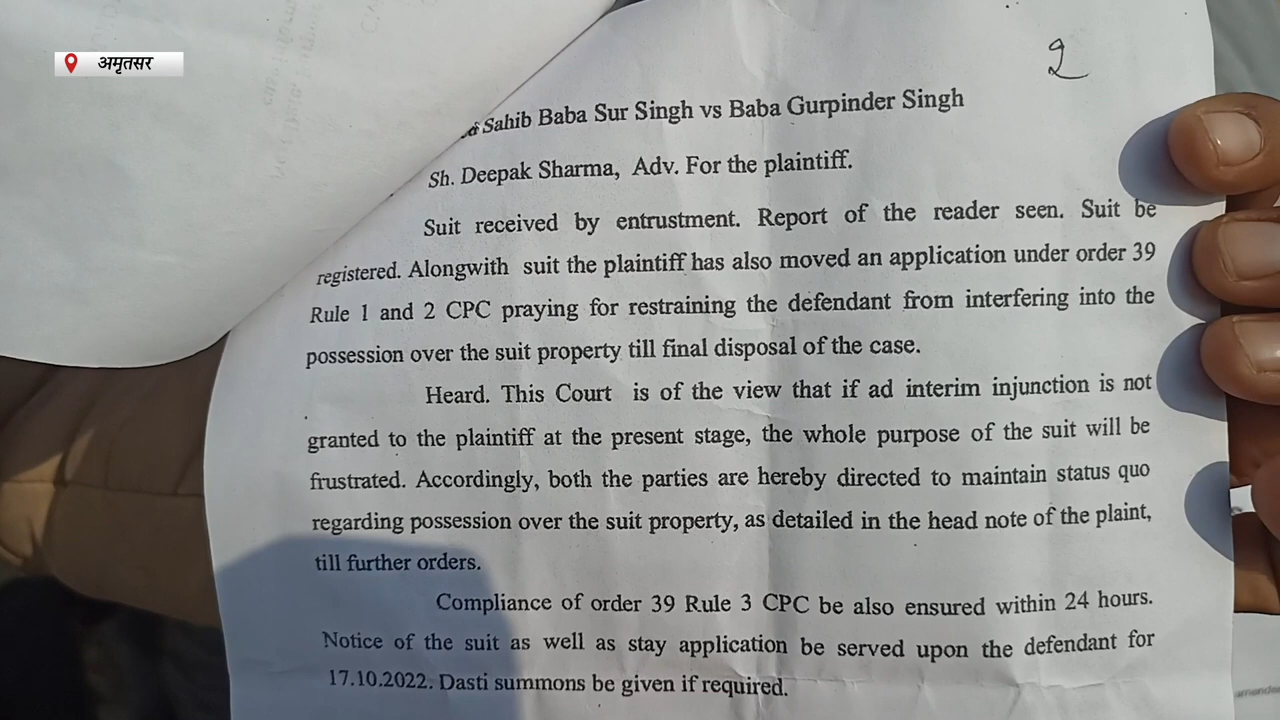 अमृतसर
2
Sahib Baba Sur Singh vs Baba Gurpinder Singh
Sh. Deepak Sharma, Adv. For the plaintiff.
Suit received by entrustment. Report of the reader seen. Suit be
registered. Alongwith suit the plaintiff has also moved an application under order 39
Rule 1 and 2 CPC praying for restraining the defendant from interfering into the
possession over the suit property till final disposal of the case.
Heard. This Court is of the view that if ad interim injunction is not
granted to the plaintiff at the present stage, the whole purpose of the suit will be
frustrated. Accordingly, both the parties are hereby directed to maintain status quo
regarding possession over the suit property, as detailed in the head note of the plaint,
till further orders.
Compliance of order 39 Rule 3 CPC be also ensured within 24 hours.
Notice of the suit as well as stay application be served upon the defendant for
17.10.2022. Dasti summons be given if required.